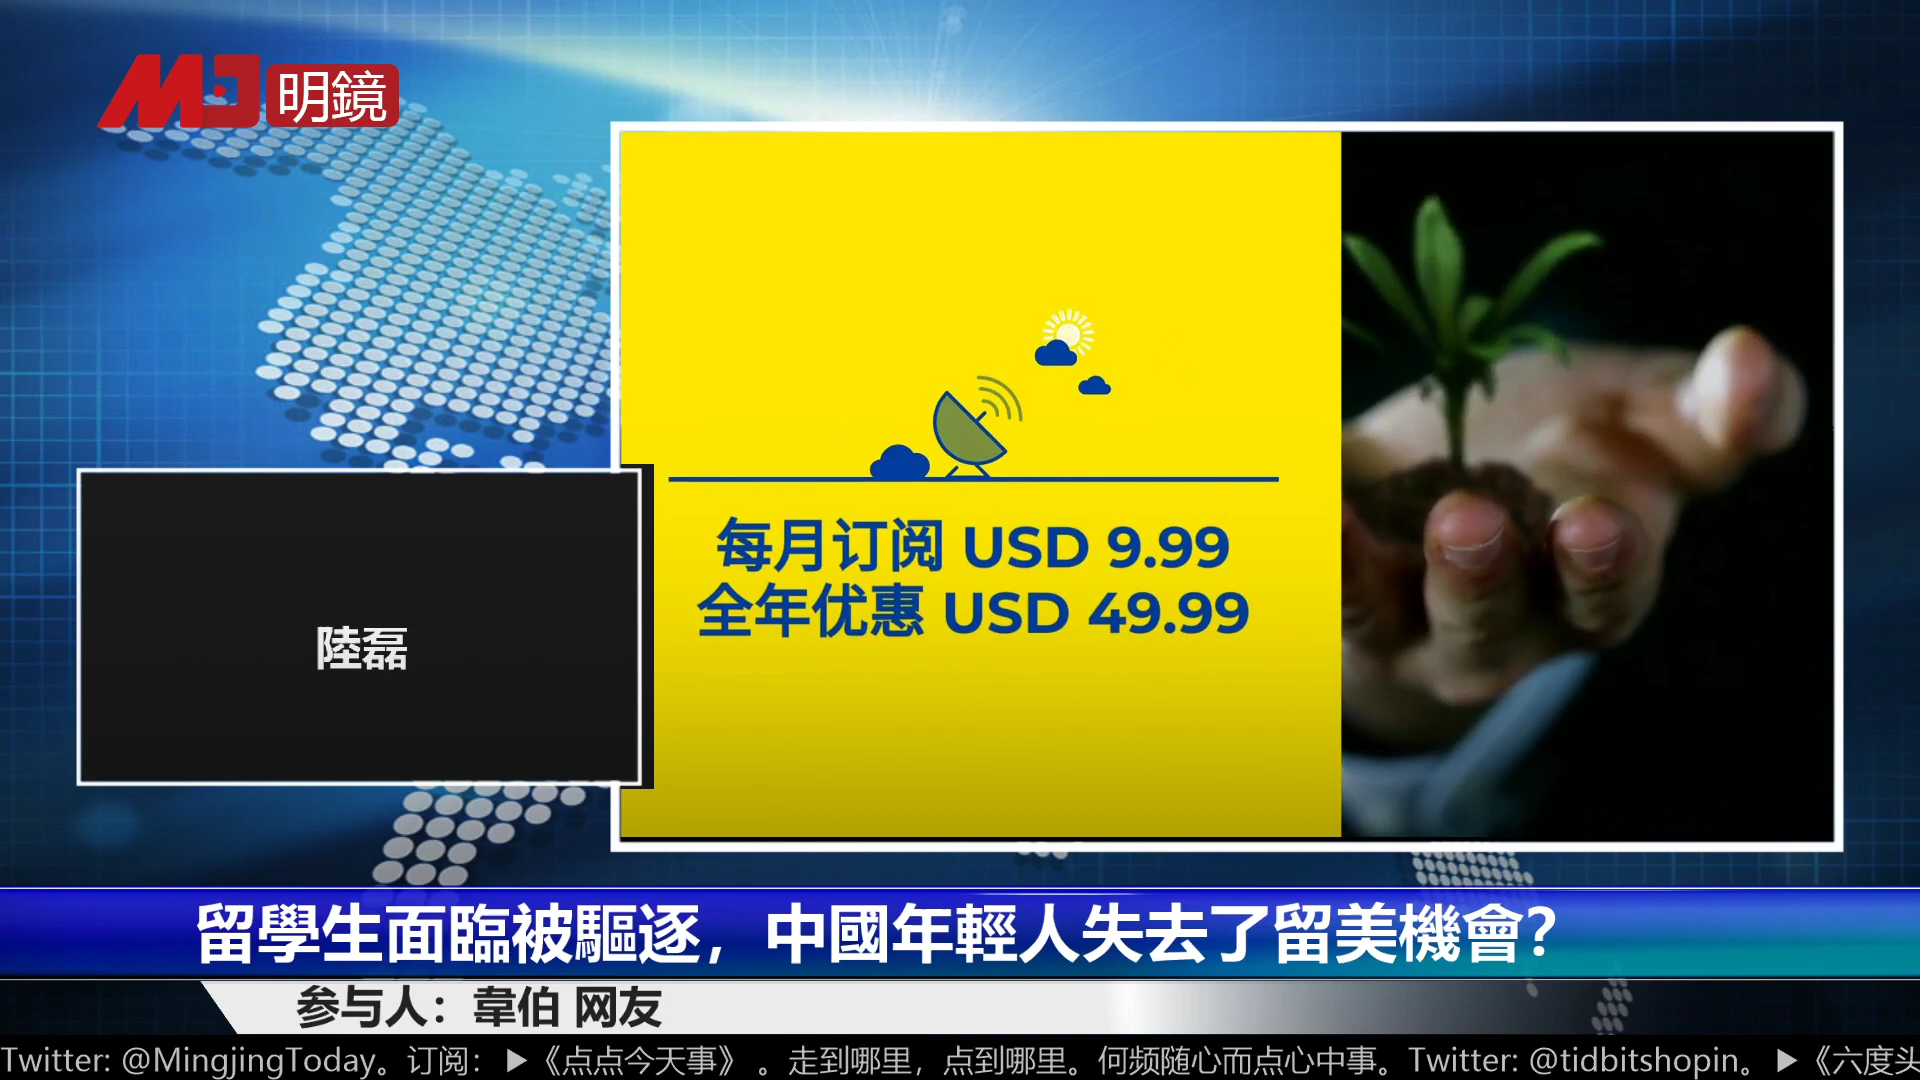 MJ 明鏡
每月订阅 USD 9.99
全年优惠 USD 49.99
陸磊
留學生面臨被驅逐，中國年輕人失去了留美機會？
参与人：韋伯 网友
Twitter: @MingjingToday。订阅：▶《点点今天事》。走到哪里，点到哪里。何频随心而点心中事。Twitter: @tidbitshopin。▶《六度头